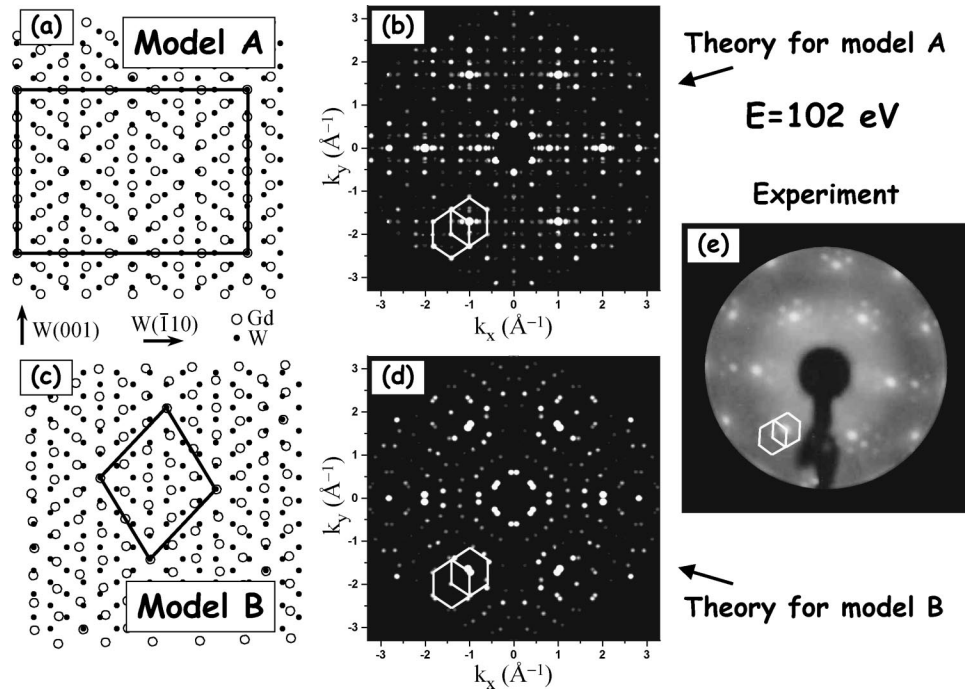 (a)
Model A
W(001)
W(1̄10)
Gd
W
(b)
3
2
1
0
-1
-2
-3
k_y (Å⁻¹)
-3 -2 -1 0 1 2 3
k_x (Å⁻¹)
Theory for model A
E=102 eV
Experiment
(e)
(c)
Model B
(d)
3
2
1
0
-1
-2
-3
k_y (Å⁻¹)
-3 -2 -1 0 1 2 3
k_x (Å⁻¹)
Theory for model B